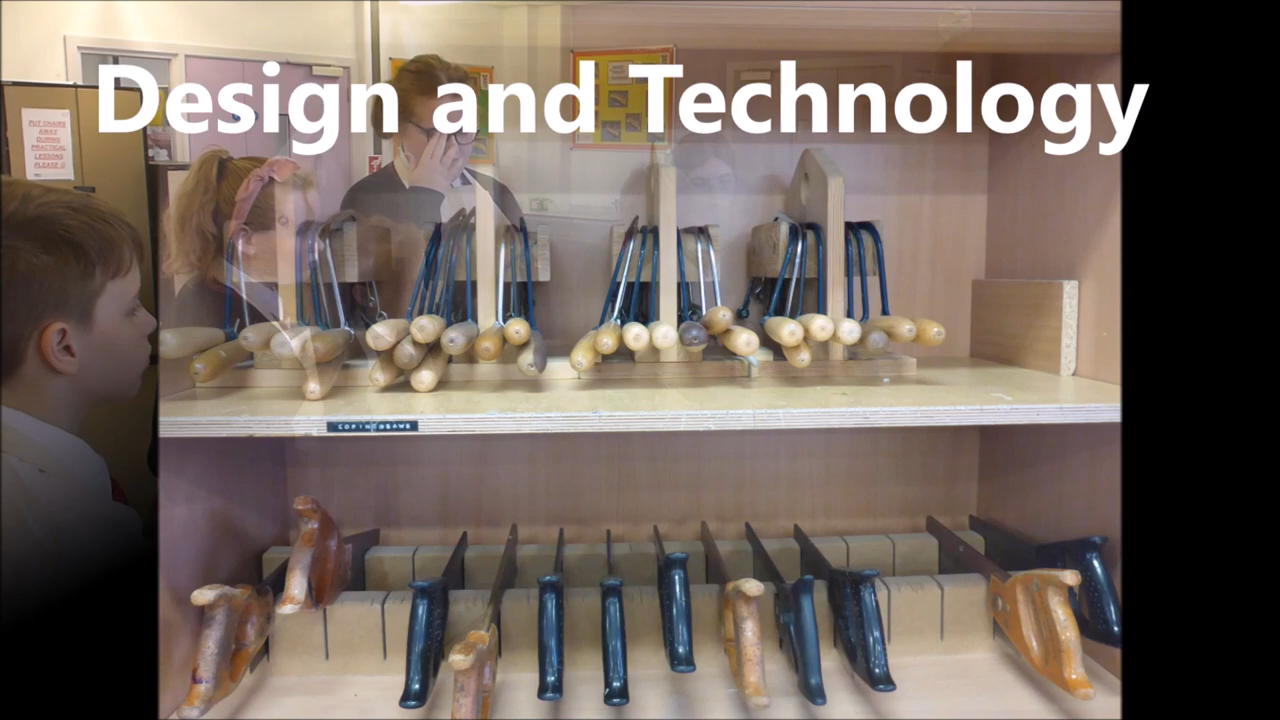 Design and Technology
PUT CHAIRS
AWAY
DURING
PRACTICAL
LESSONS
PLEASE
COPING SAWS